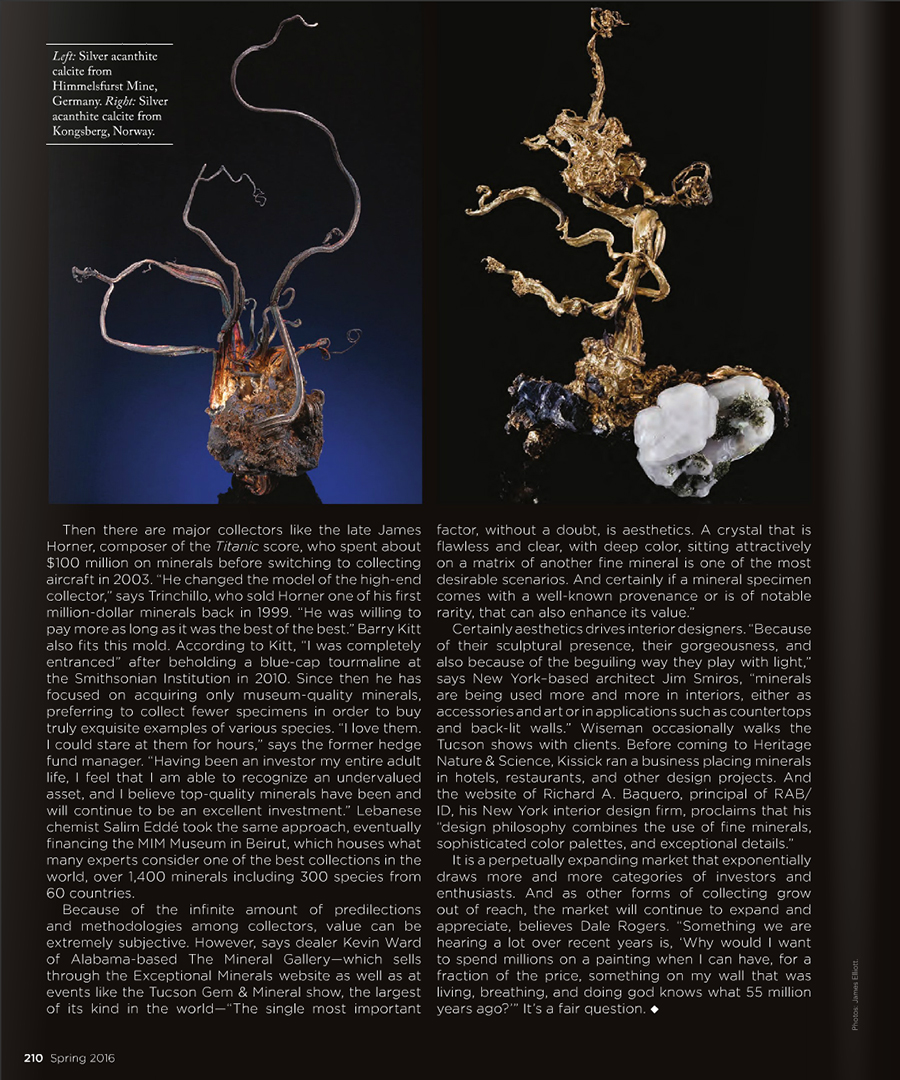 Left: Silver acanthite
calcite from
Himmelsfurst Mine,
Germany. Right: Silver
acanthite calcite from
Kongsberg, Norway.
Then there are major collectors like the late James
Horner, composer of the Titanic score, who spent about
$100 million on minerals before switching to collecting
aircraft in 2003. “He changed the model of the high-end
collector,” says Trinchillo, who sold Horner one of his first
million-dollar minerals back in 1999. “He was willing to
pay more as long as it was the best of the best.” Barry Kitt
also fits this mold. According to Kitt, “I was completely
entranced” after beholding a blue-cap tourmaline at
the Smithsonian Institution in 2010. Since then he has
focused on acquiring only museum-quality minerals,
preferring to collect fewer specimens in order to buy
truly exquisite examples of various species. “I love them.
I could stare at them for hours,” says the former hedge
fund manager. “Having been an investor my entire adult
life, I feel that I am able to recognize an undervalued
asset, and I believe top-quality minerals have been and
will continue to be an excellent investment.” Lebanese
chemist Salim Eddé took the same approach, eventually
financing the MIM Museum in Beirut, which houses what
many experts consider one of the best collections in the
world, over 1,400 minerals including 300 species from
60 countries.
Because of the infinite amount of predilections
and methodologies among collectors, value can be
extremely subjective. However, says dealer Kevin Ward
of Alabama-based The Mineral Gallery—which sells
through the Exceptional Minerals website as well as at
events like the Tucson Gem & Mineral show, the largest
of its kind in the world—“The single most important
factor, without a doubt, is aesthetics. A crystal that is
flawless and clear, with deep color, sitting attractively
on a matrix of another fine mineral is one of the most
desirable scenarios. And certainly if a mineral specimen
comes with a well-known provenance or is of notable
rarity, that can also enhance its value.”
Certainly aesthetics drives interior designers. “Because
of their sculptural presence, their gorgeousness, and
also because of the beguiling way they play with light,”
says New York–based architect Jim Smiros, “minerals
are being used more and more in interiors, either as
accessories and art or in applications such as countertops
and back-lit walls.” Wiseman occasionally walks the
Tucson shows with clients. Before coming to Heritage
Nature & Science, Kissick ran a business placing minerals
in hotels, restaurants, and other design projects. And
the website of Richard A. Baquero, principal of RAB/
ID, his New York interior design firm, proclaims that his
“design philosophy combines the use of fine minerals,
sophisticated color palettes, and exceptional details.”
It is a perpetually expanding market that exponentially
draws more and more categories of investors and
enthusiasts. And as other forms of collecting grow
out of reach, the market will continue to expand and
appreciate, believes Dale Rogers. “Something we are
hearing a lot over recent years is, ‘Why would I want
to spend millions on a painting when I can have, for a
fraction of the price, something on my wall that was
living, breathing, and doing god knows what 55 million
years ago?’” It’s a fair question. ◆
Photos: James Elliott.
210 Spring 2016